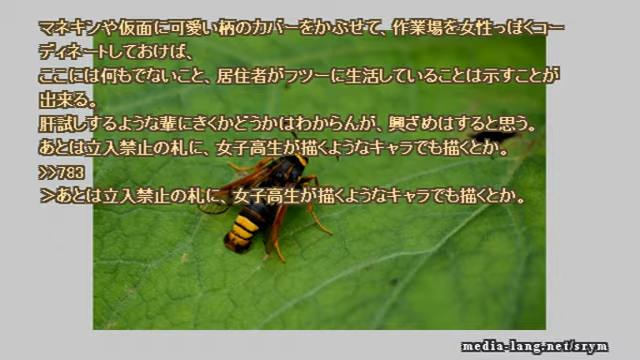 マネキンや仮面に可愛い柄のカバーをかぶせて、作業場を女性っぽくコー
ディネートしておけば、
ここには何もでないこと、居住者がフツーに生活していることは示すことが
出来る。
肝試しするような輩にきくかどうかはわからんが、興ざめはすると思う。
あとは立入禁止の札に、女子高生が描くようなキャラでも描くとか。
>>783
＞あとは立入禁止の札に、女子高生が描くようなキャラでも描くとか。
media-lang.net/srym